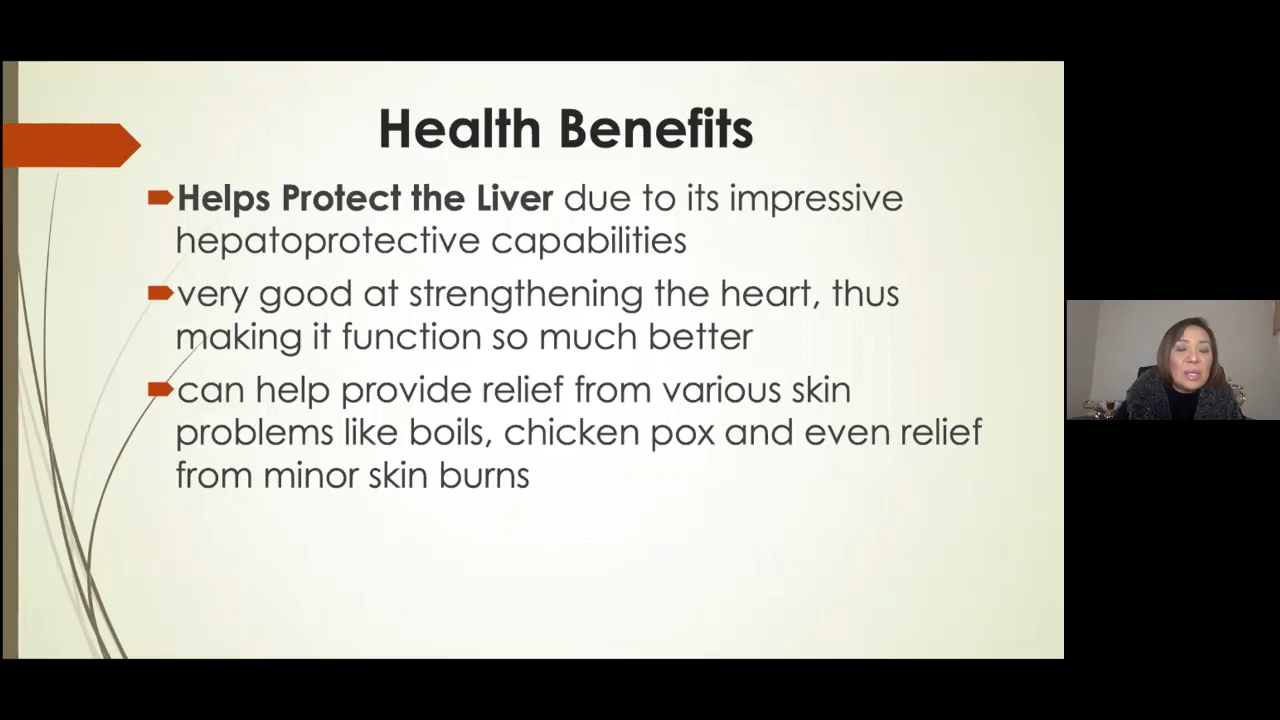 Health Benefits
Helps Protect the Liver due to its impressive
hepatoprotective capabilities
very good at strengthening the heart, thus
making it function so much better
can help provide relief from various skin
problems like boils, chicken pox and even relief
from minor skin burns